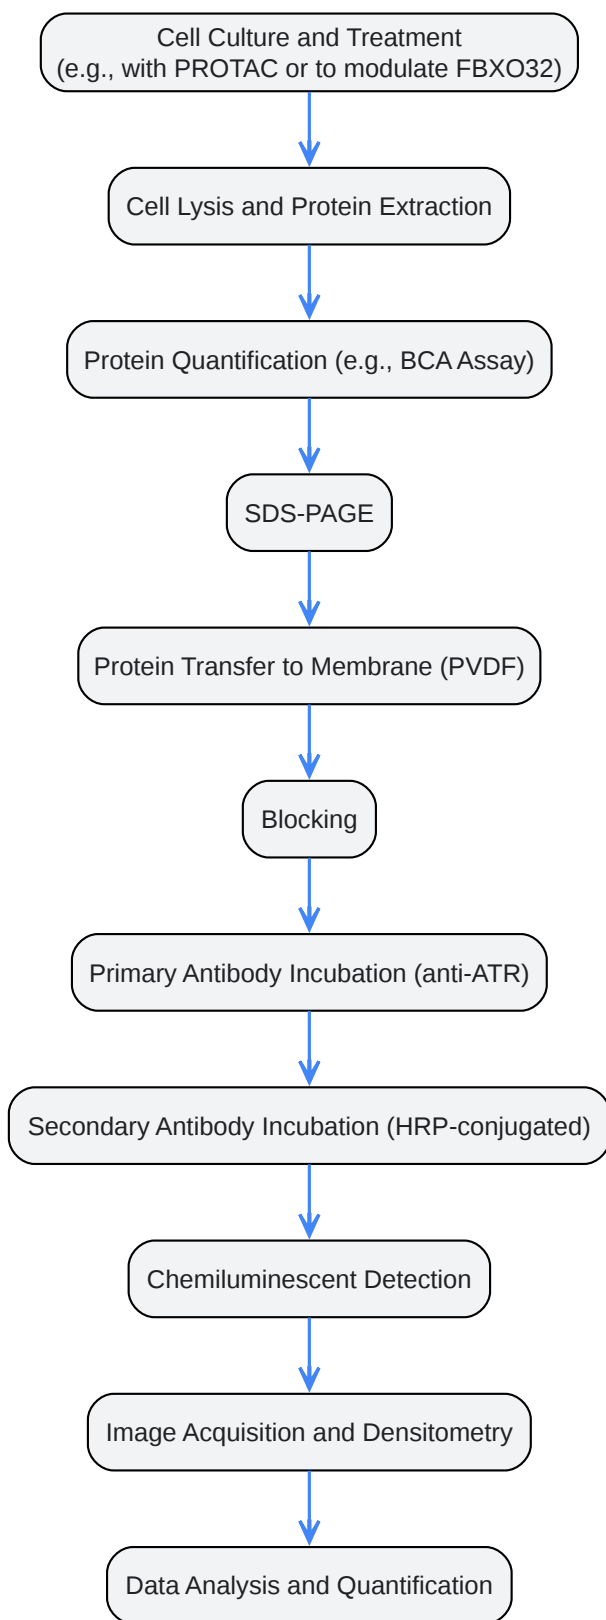 Cell Culture and Treatment
(e.g., with PROTAC or to modulate FBXO32)
Cell Lysis and Protein Extraction
Protein Quantification (e.g., BCA Assay)
SDS-PAGE
Protein Transfer to Membrane (PVDF)
Blocking
Primary Antibody Incubation (anti-ATR)
Secondary Antibody Incubation (HRP-conjugated)
Chemiluminescent Detection
Image Acquisition and Densitometry
Data Analysis and Quantification